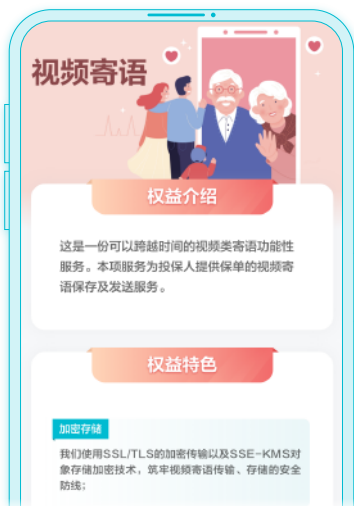 视频寄语
权益介绍
这是一份可以跨越时间的视频类寄语功能性
服务。本项服务为投保人提供保单的视频寄
语保存及发送服务。
权益特色
加密存储
我们使用SSL/TLS的加密传输以及SSE-KMS对
象存储加密技术，筑牢视频寄语传输、存储的安全
防线；